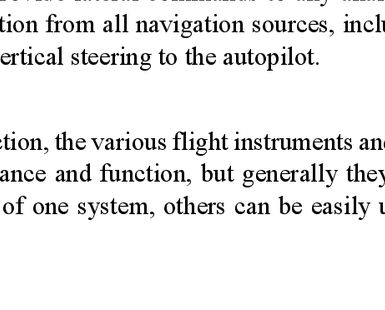 tion from all navigation sources, inclu
ertical steering to the autopilot.
ction, the various flight instruments and
ance and function, but generally they
of one system, others can be easily u